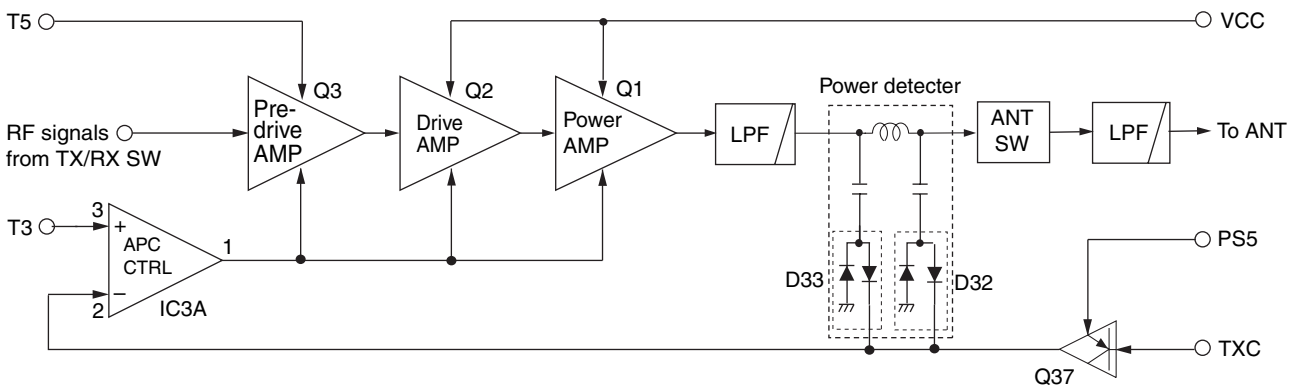 T5
VCC
Q3
Q2
Q1
Power detecter
Pre-
drive
AMP
Drive
AMP
Power
AMP
LPF
ANT
SW
LPF
To ANT
RF signals
from TX/RX SW
T3
3
+
APC
CTRL
1
–
2
IC3A
D33
D32
PS5
TXC
Q37